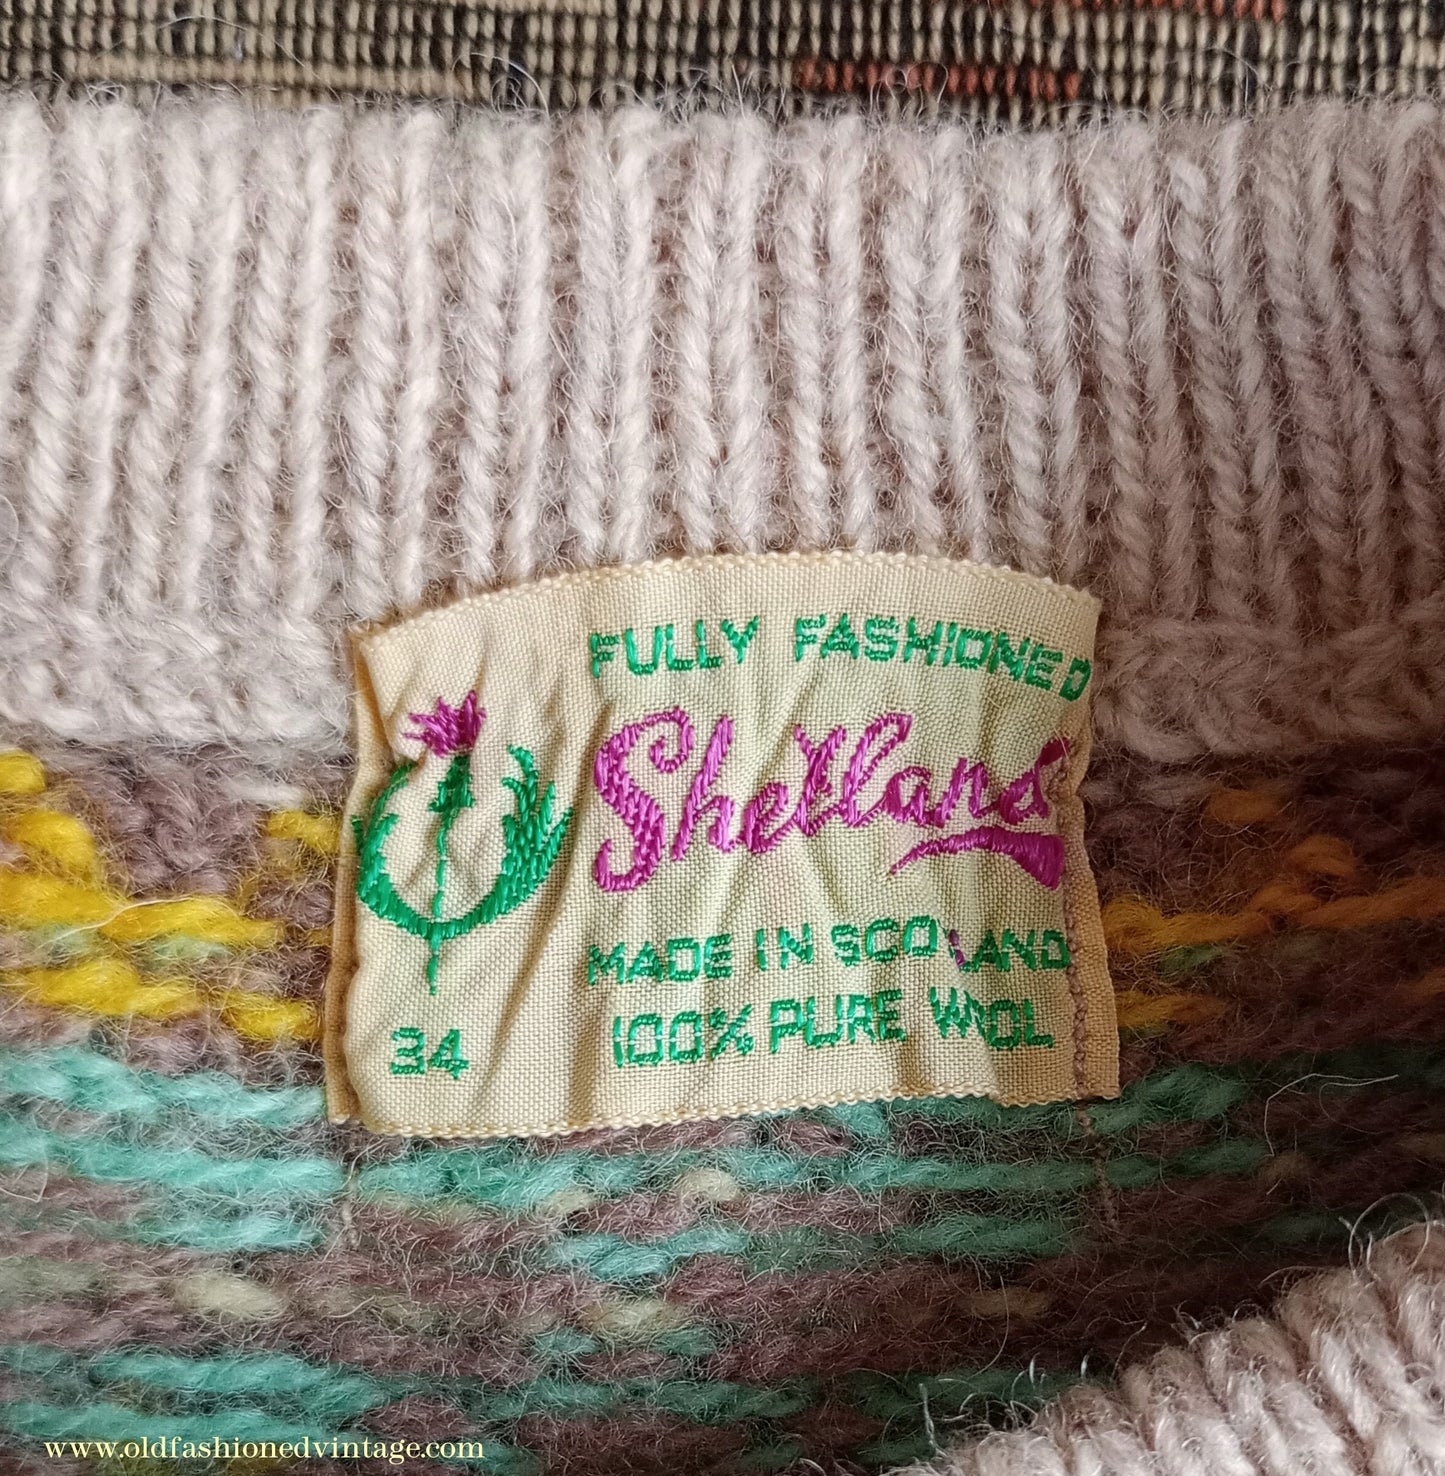 FULLY FASHIONED
Shetland
MADE IN SCOTLAND
100% PURE WOOL
34
www.oldfashionedvintage.com